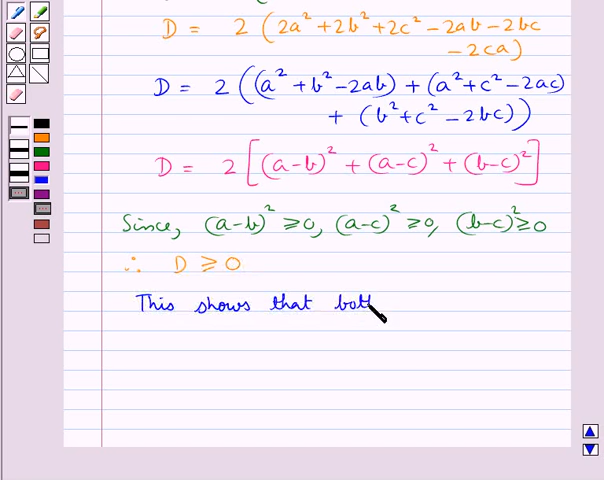 D = 2 (2a² + 2b² + 2c² - 2ab - 2bc
- 2ca)
D = 2 ((a² + b² - 2ab) + (a² + c² - 2ac)
+ (b² + c² - 2bc))
D = 2 [(a-b)² + (a-c)² + (b-c)²]
Since, (a-b)² ≥ 0, (a-c)² ≥ 0, (b-c)² ≥ 0
∴ D ≥ 0
This shows that bot